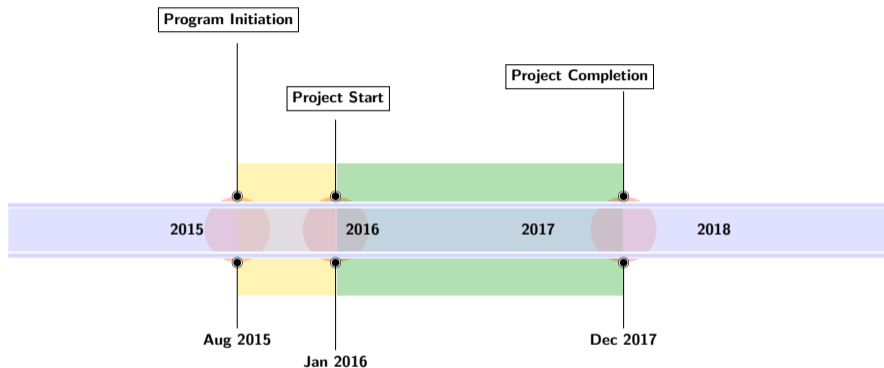 Program Initiation
Project Completion
Project Start
2015
2016
2017
2018
Aug 2015
Dec 2017
Jan 2016